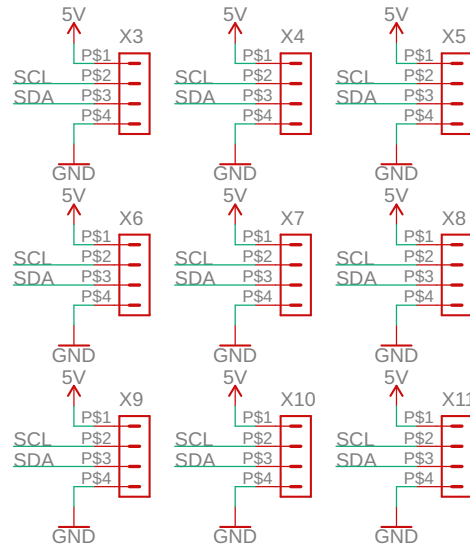 5V 5V 5V
X3 X4 X5
P$1 P$1 P$1
SCL P$2 SCL P$2 SCL P$2
SDA P$3 SDA P$3 SDA P$3
P$4 P$4 P$4
GND GND GND
5V 5V 5V
X6 X7 X8
P$1 P$1 P$1
SCL P$2 SCL P$2 SCL P$2
SDA P$3 SDA P$3 SDA P$3
P$4 P$4 P$4
GND GND GND
5V 5V 5V
X9 X10 X11
P$1 P$1 P$1
SCL P$2 SCL P$2 SCL P$2
SDA P$3 SDA P$3 SDA P$3
P$4 P$4 P$4
GND GND GND